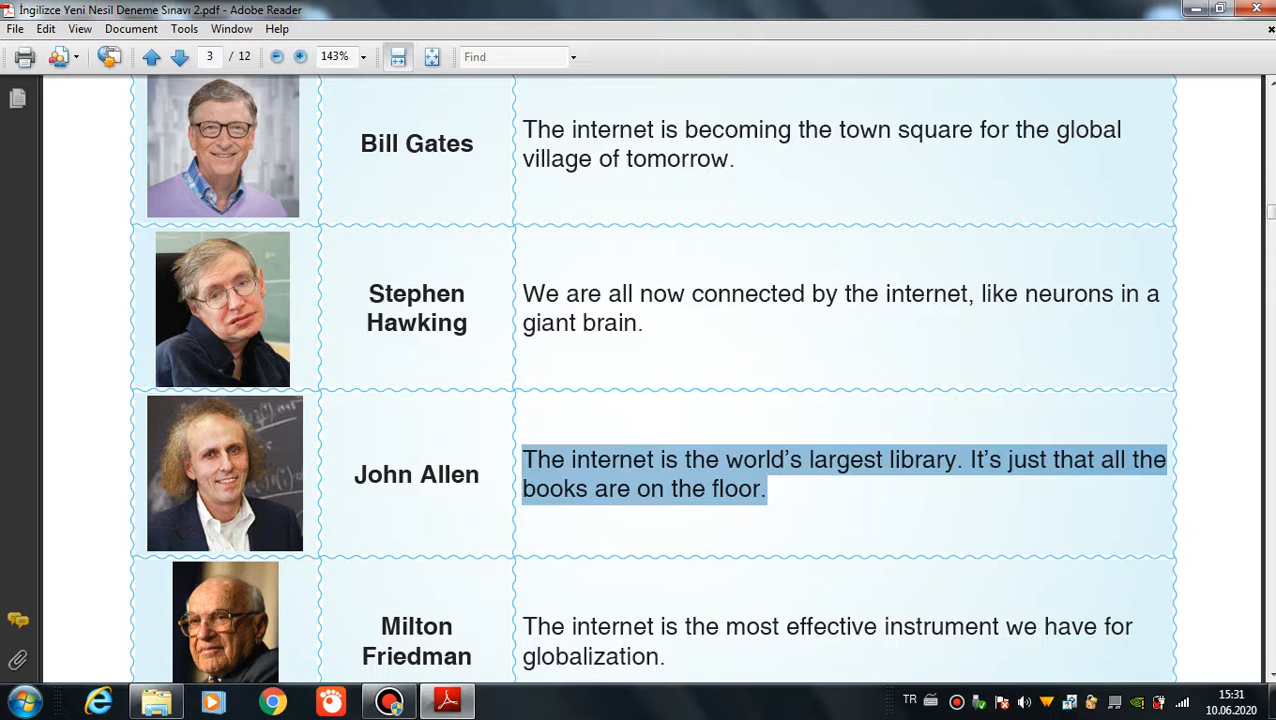 İngilizce Yeni Nesil Deneme Sınavı 2.pdf - Adobe Reader
File Edit View Document Tools Window Help
3 / 12 143% Find
Bill Gates
The internet is becoming the town square for the global
village of tomorrow.
Stephen
Hawking
We are all now connected by the internet, like neurons in a
giant brain.
John Allen
The internet is the world’s largest library. It’s just that all the
books are on the floor.
Milton
Friedman
The internet is the most effective instrument we have for
globalization.
TR
15:31
10.06.2020